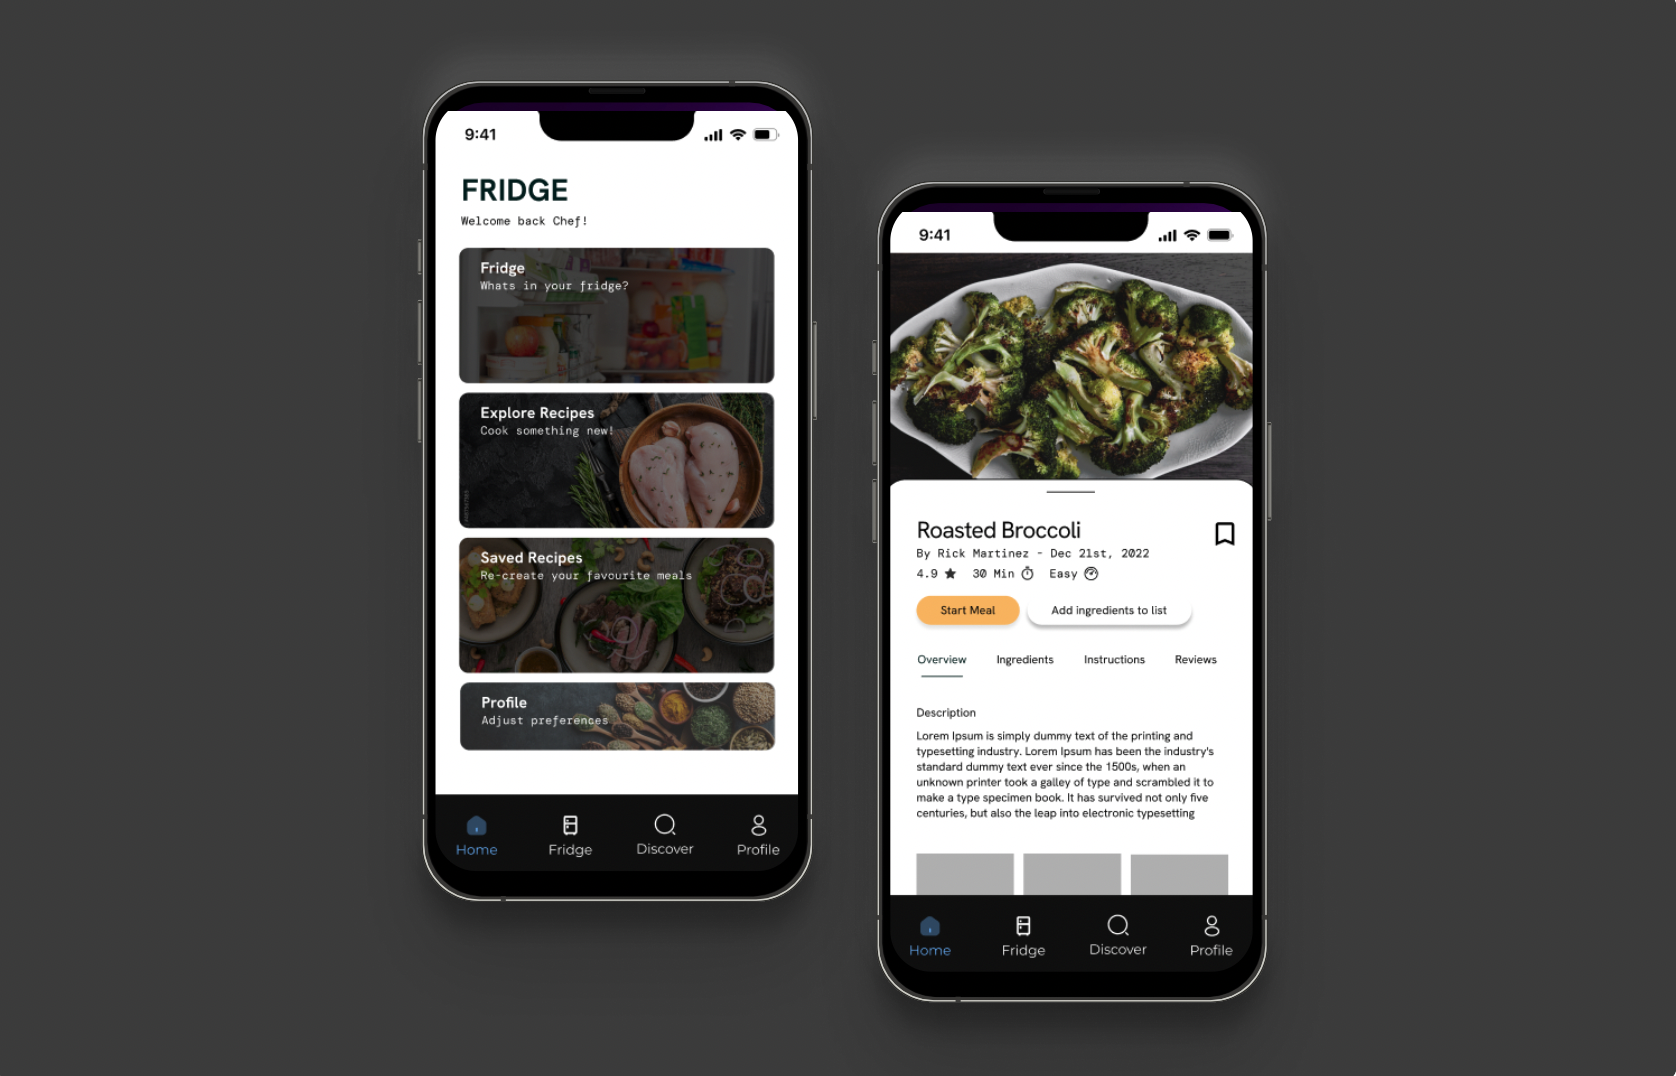 9:41
FRIDGE
Welcome back Chef!
Fridge
Whats in your fridge?
Explore Recipes
Cook something new!
Saved Recipes
Re-create your favourite meals
Profile
Adjust preferences
Home
Fridge
Discover
Profile
9:41
Roasted Broccoli
By Rick Martinez - Dec 21st, 2022
4.9 30 Min Easy
Start Meal
Add ingredients to list
Overview
Ingredients
Instructions
Reviews
Description
Lorem Ipsum is simply dummy text of the printing and
typesetting industry. Lorem Ipsum has been the industry's
standard dummy text ever since the 1500s, when an
unknown printer took a galley of type and scrambled it to
make a type specimen book. It has survived not only five
centuries, but also the leap into electronic typesetting
Home
Fridge
Discover
Profile